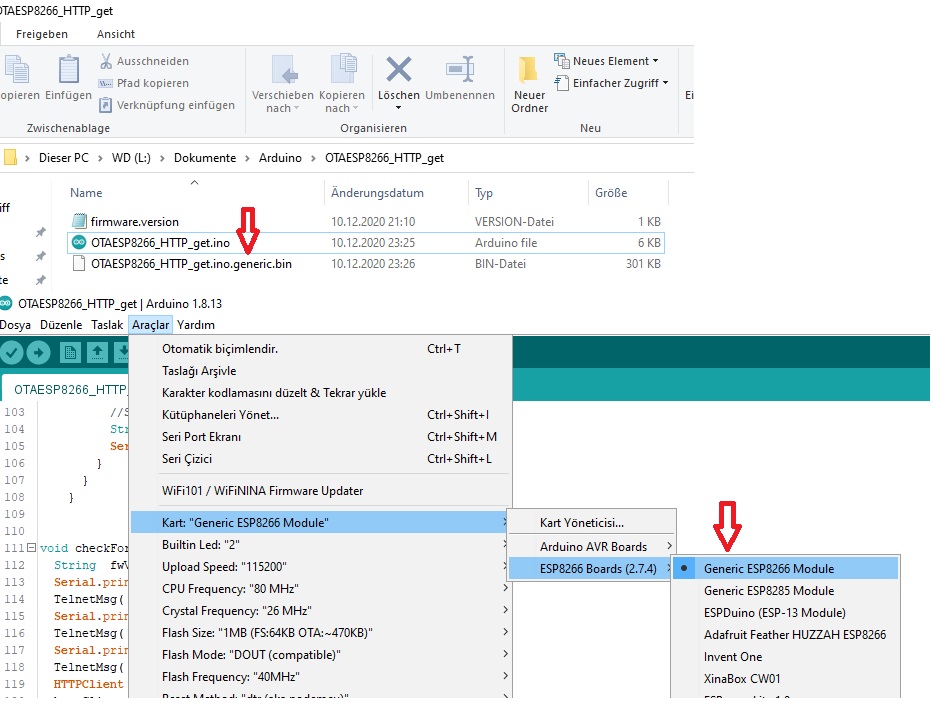 OTAESP8266_HTTP_get
Freigeben Ansicht
Ausschneiden
Pfad kopieren
Verknüpfung einfügen
opieren Einfügen
Zwischenablage
Verschieben nach
Kopieren nach
Löschen
Umbenennen
Organisieren
Neuer Ordner
Neues Element
Einfacher Zugriff
Neu
Ei
Dieser PC > WD (L:) > Dokumente > Arduino > OTAESP8266_HTTP_get
Name Änderungsdatum Typ Größe
iff
firmware.version 10.12.2020 21:10 VERSION-Datei 1 KB
OTAESP8266_HTTP_get.ino 10.12.2020 23:25 Arduino file 6 KB
s
OTAESP8266_HTTP_get.ino.generic.bin 10.12.2020 23:26 BIN-Datei 301 KB
te
OTAESP8266_HTTP_get | Arduino 1.8.13
Dosya Düzenle Taslak Araçlar Yardım
OTAESP8266_HTTP_
Otomatik biçimlendir. Ctrl+T
Taslağı Arşivle
Karakter kodlamasını düzelt & Tekrar yükle
Kütüphaneleri Yönet... Ctrl+Shift+I
Seri Port Ekranı Ctrl+Shift+M
Seri Çizici Ctrl+Shift+L
WiFi101 / WiFiNINA Firmware Updater
Kart: "Generic ESP8266 Module"
Builtin Led: "2"
Upload Speed: "115200"
CPU Frequency: "80 MHz"
Crystal Frequency: "26 MHz"
Flash Size: "1MB (FS:64KB OTA:~470KB)"
Flash Mode: "DOUT (compatible)"
Flash Frequency: "40MHz"
Reset Method: "dtr (aka nodemcu)"
Kart Yöneticisi...
Arduino AVR Boards
ESP8266 Boards (2.7.4)
Generic ESP8266 Module
Generic ESP8285 Module
ESPDuino (ESP-13 Module)
Adafruit Feather HUZZAH ESP8266
Invent One
XinaBox CW01
103 //S
104 Str
105 Ser
106 }
107 }
108 }
109
110
111 void checkFor
112 String fwV
113 Serial.prin
114 TelnetMsg(
115 Serial.prin
116 TelnetMsg(
117 Serial.prin
118 TelnetMsg(
119 HTTPClient